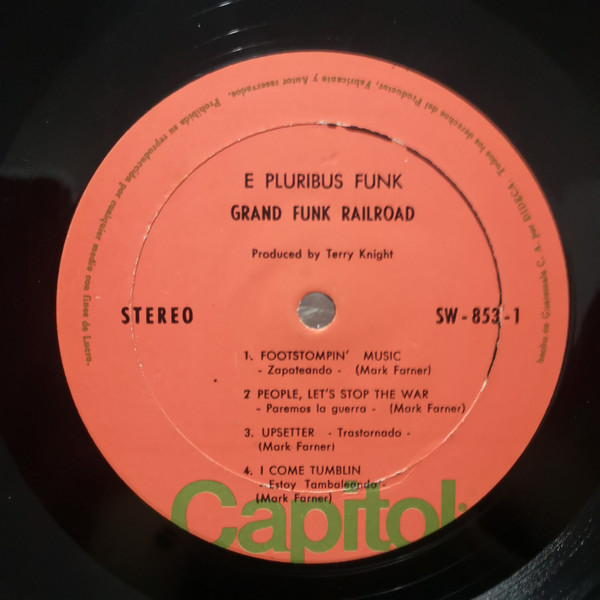 Hecho en Guatemala C. A. por DIDECA. Todos los derechos del Productor, Fabricante y Autor reservados. Prohibida su reproducción por cualquier medio con fines de Lucro.
E PLURIBUS FUNK
GRAND FUNK RAILROAD
Produced by Terry Knight
STEREO
SW-853-1
1. FOOTSTOMPIN' MUSIC
- Zapateando - (Mark Farner)
2 PEOPLE, LET'S STOP THE WAR
- Paremos la guerra - (Mark Farner)
3. UPSETTER - Trastornado -
(Mark Farner)
4. I COME TUMBLIN
- Estoy Tambaleando -
(Mark Farner)
Capitol